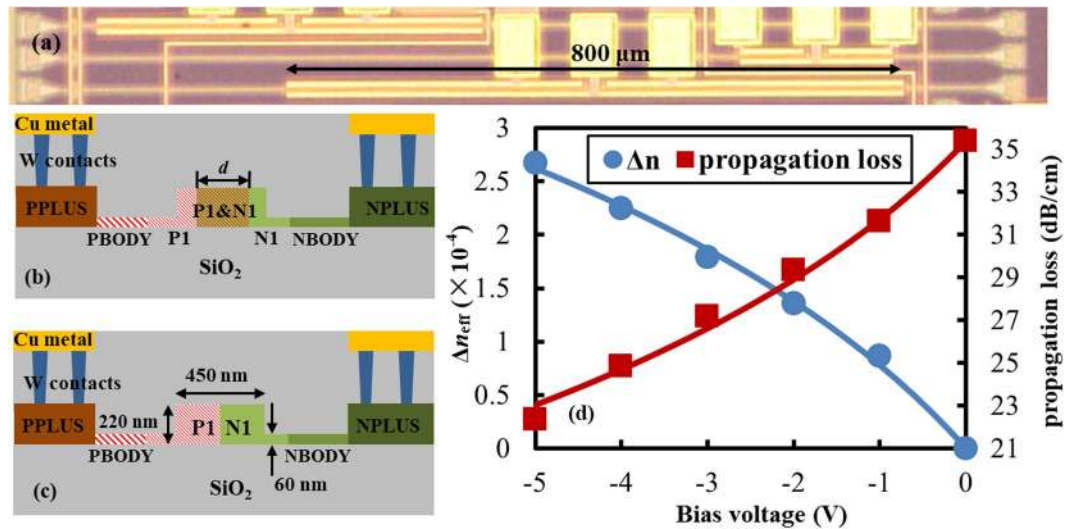 (a)
800 µm
Cu metal
W contacts
d
PPLUS
P1&N1
NPLUS
PBODY
P1
N1
NBODY
(b)
SiO2
Cu metal
W contacts
450 nm
220 nm
PPLUS
P1
N1
NPLUS
PBODY
NBODY
(c)
SiO2
60 nm
Δn
propagation loss
3
2.5
2
1.5
1
0.5
0
Δneff (×10-4)
35
33
31
29
27
25
23
21
propagation loss (dB/cm)
(d)
-5 -4 -3 -2 -1 0
Bias voltage (V)